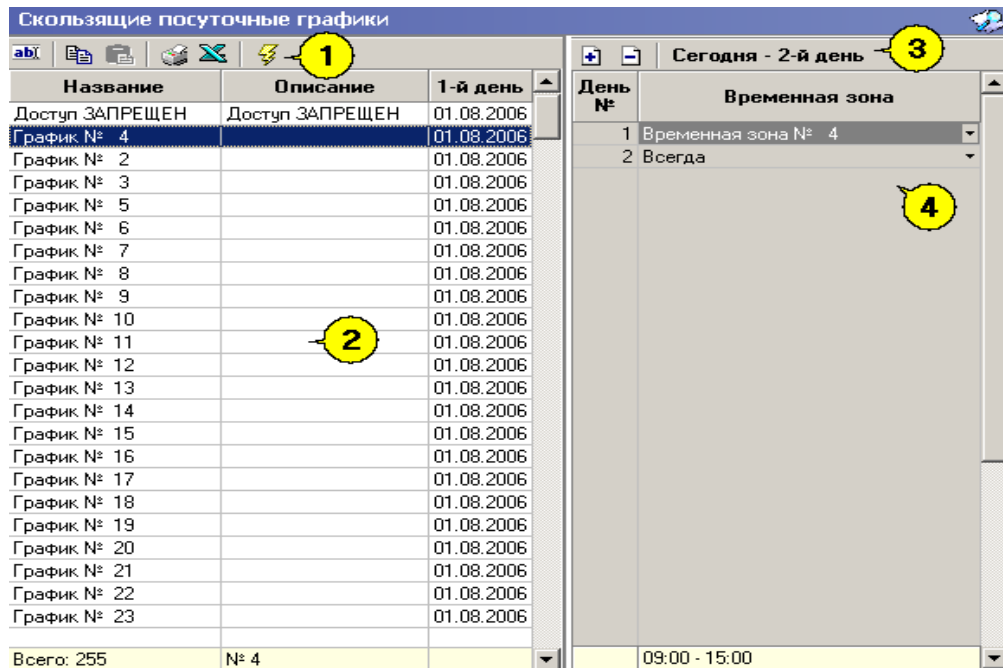 Скользящие посуточные графики
abI 1 Сегодня - 2-й день 3
Название Описание 1-й день День № Временная зона
Доступ ЗАПРЕЩЕН Доступ ЗАПРЕЩЕН 01.08.2006
График № 4 01.08.2006 1 Временная зона № 4
График № 2 01.08.2006 2 Всегда
График № 3 01.08.2006
График № 5 01.08.2006 4
График № 6 01.08.2006
График № 7 01.08.2006
График № 8 01.08.2006
График № 9 01.08.2006
График № 10 01.08.2006
График № 11 2 01.08.2006
График № 12 01.08.2006
График № 13 01.08.2006
График № 14 01.08.2006
График № 15 01.08.2006
График № 16 01.08.2006
График № 17 01.08.2006
График № 18 01.08.2006
График № 19 01.08.2006
График № 20 01.08.2006
График № 21 01.08.2006
График № 22 01.08.2006
График № 23 01.08.2006
Всего: 255 № 4 09:00 - 15:00